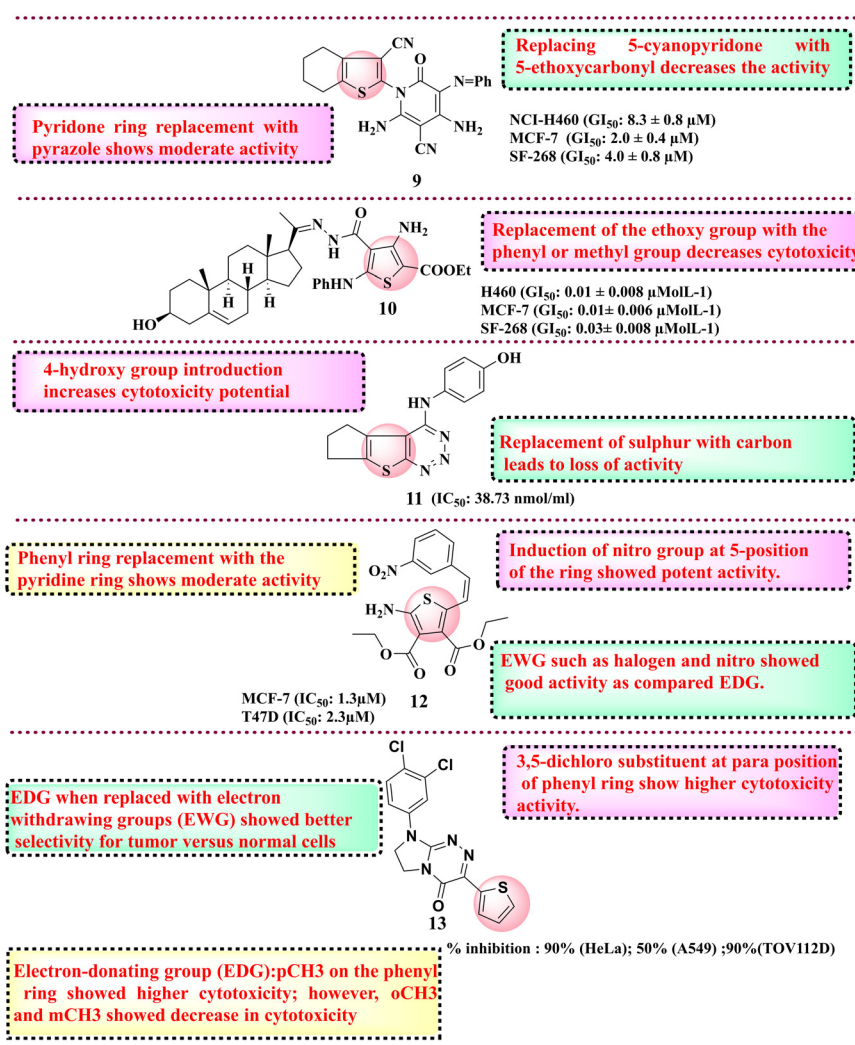 CN
O
N=Ph
S
N
H₂N
NH₂
CN
9
Replacing 5-cyanopyridone with
5-ethoxycarbonyl decreases the activity
Pyridone ring replacement with
pyrazole shows moderate activity
NCI-H460 (GI₅₀: 8.3 ± 0.8 µM)
MCF-7 (GI₅₀: 2.0 ± 0.4 µM)
SF-268 (GI₅₀: 4.0 ± 0.8 µM)
N
NH
O
NH₂
H
H
H
PhHN
S
COOEt
HO
10
Replacement of the ethoxy group with the
phenyl or methyl group decreases cytotoxicity
H460 (GI₅₀: 0.01 ± 0.008 µMolL-1)
MCF-7 (GI₅₀: 0.01± 0.006 µMolL-1)
SF-268 (GI₅₀: 0.03± 0.008 µMolL-1)
4-hydroxy group introduction
increases cytotoxicity potential
OH
HN
N
N
N
S
11 (IC₅₀: 38.73 nmol/ml)
Replacement of sulphur with carbon
leads to loss of activity
Phenyl ring replacement with the
pyridine ring shows moderate activity
O₂N
S
H₂N
O
O
O
O
12
MCF-7 (IC₅₀: 1.3µM)
T47D (IC₅₀: 2.3µM)
Induction of nitro group at 5-position
of the ring showed potent activity.
EWG such as halogen and nitro showed
good activity as compared EDG.
Cl
Cl
N
N
N
N
O
S
13
3,5-dichloro substituent at para position
of phenyl ring show higher cytotoxicity
activity.
EDG when replaced with electron
withdrawing groups (EWG) showed better
selectivity for tumor versus normal cells
% inhibition : 90% (HeLa); 50% (A549) ;90%(TOV112D)
Electron-donating group (EDG):pCH3 on the phenyl
ring showed higher cytotoxicity; however, oCH3
and mCH3 showed decrease in cytotoxicity